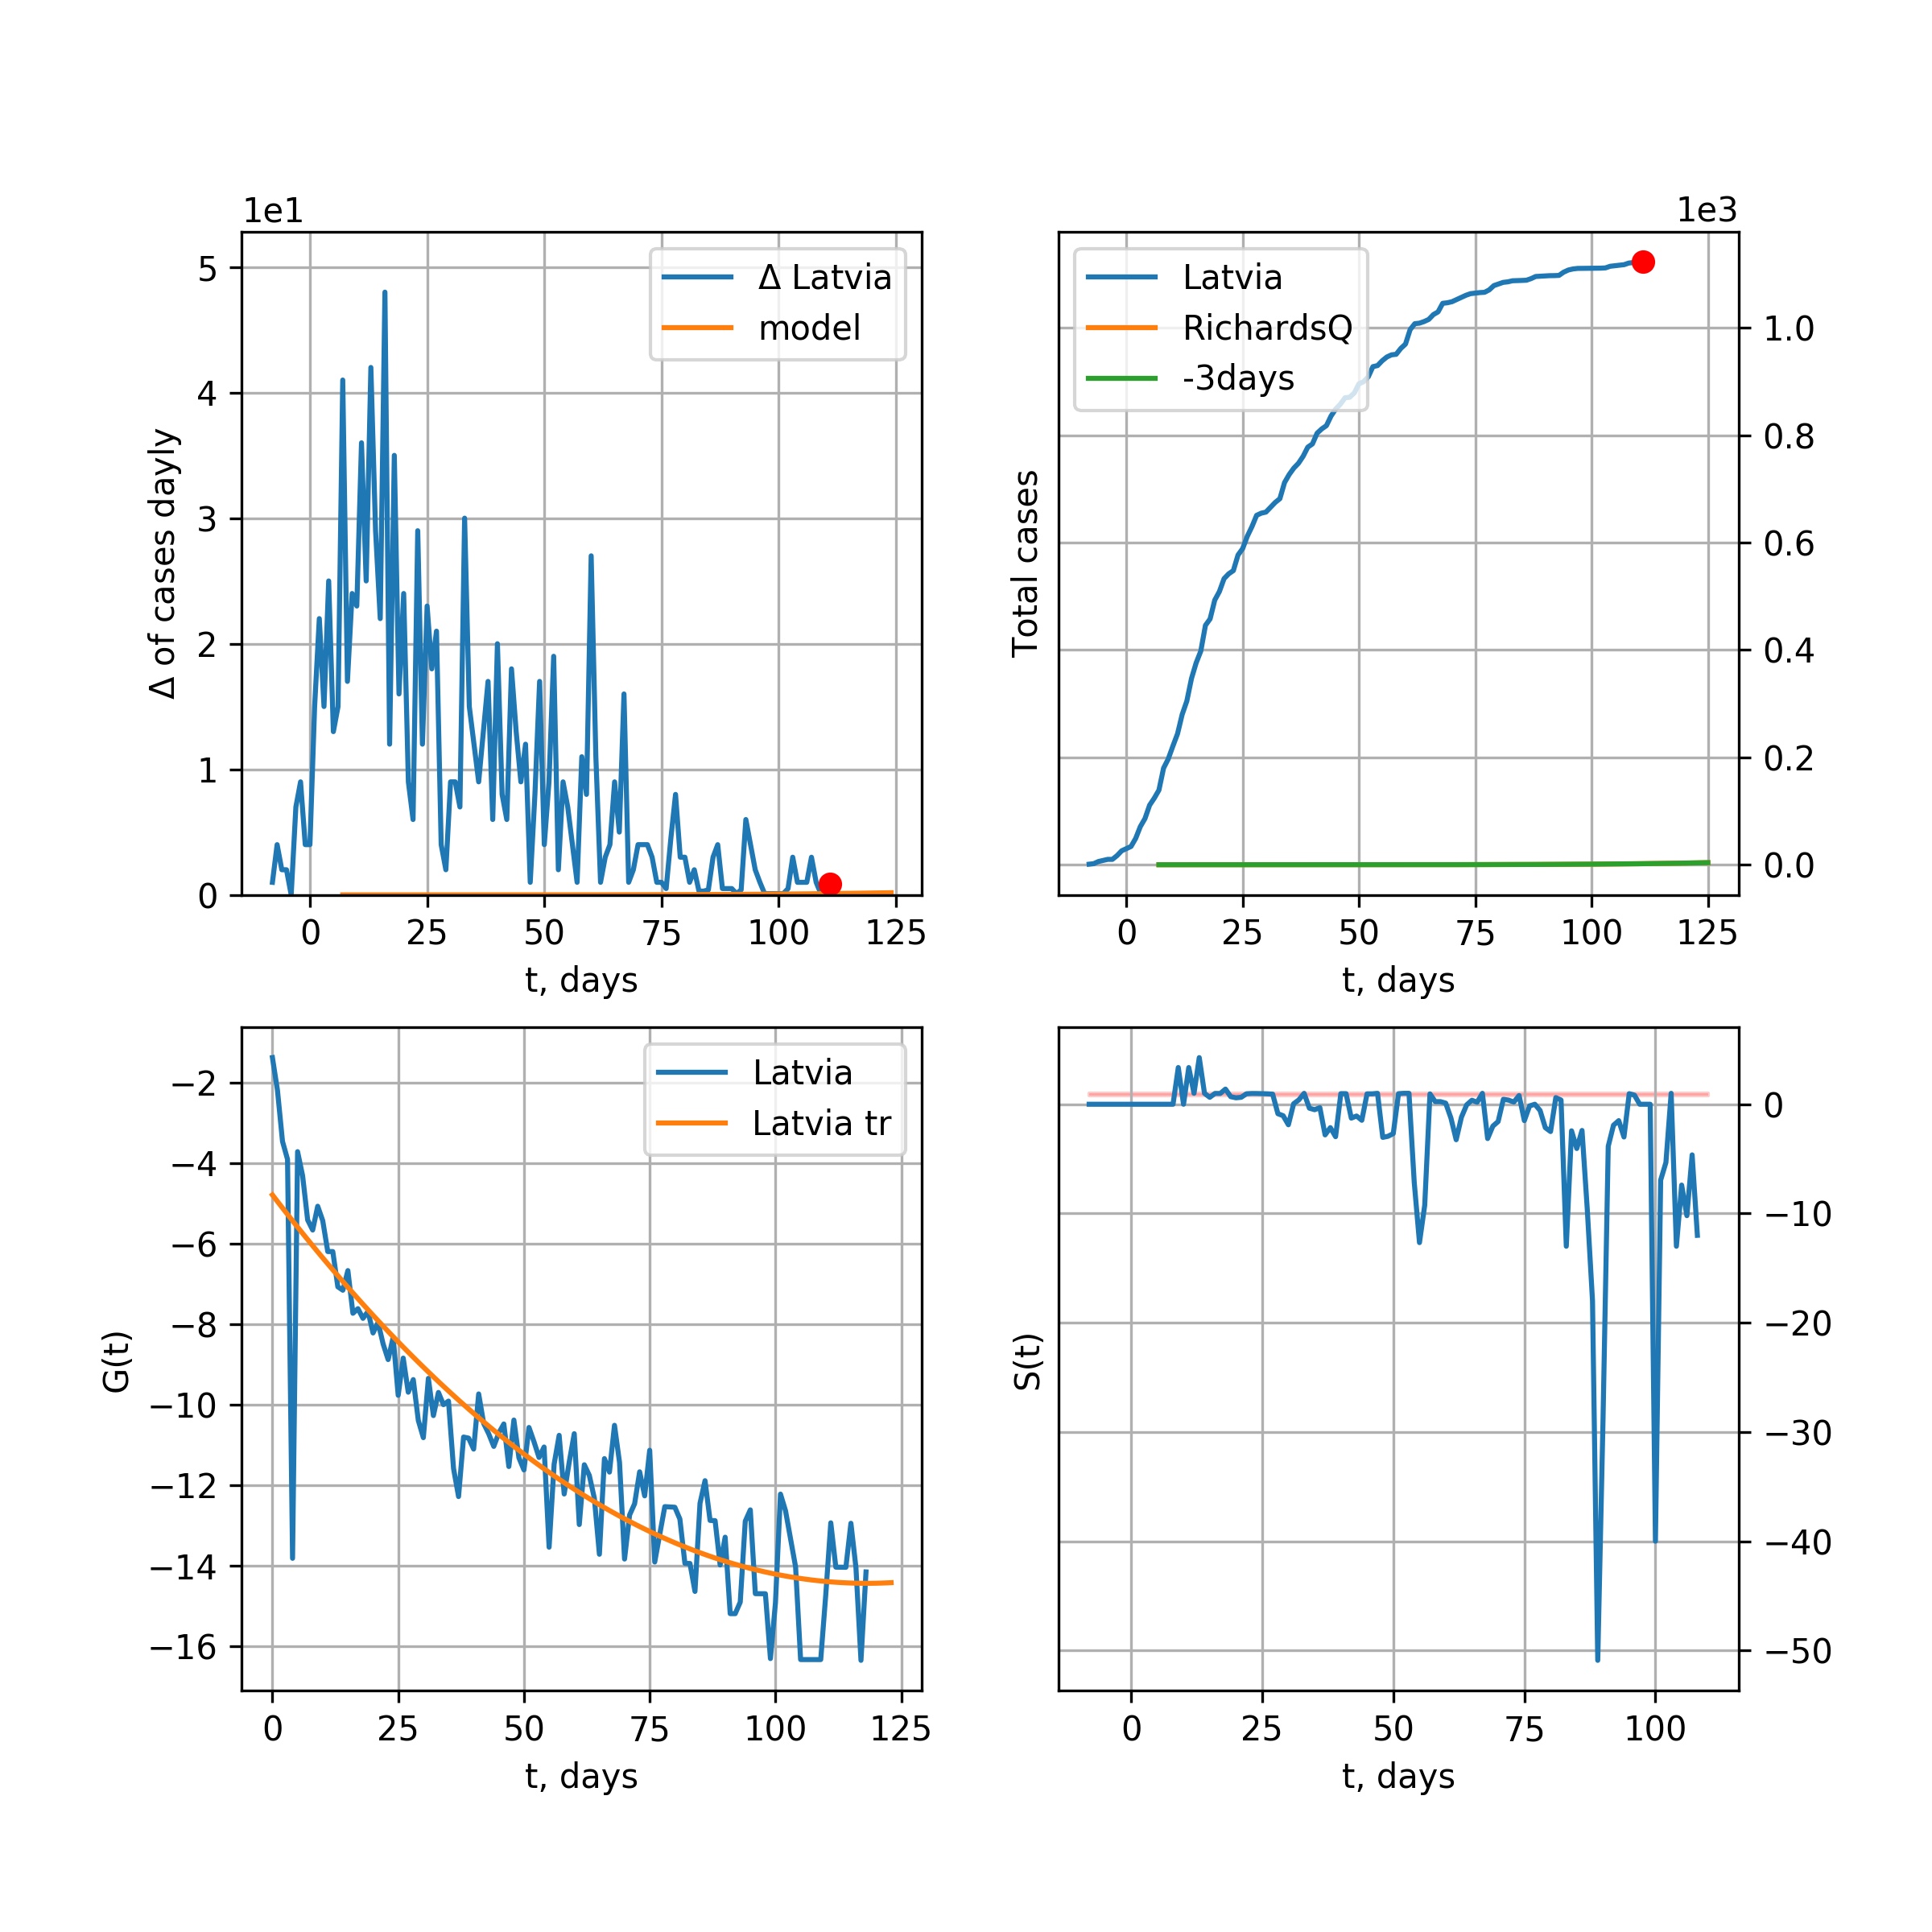 1e1
Δ of cases dayly
5
4
3
2
1
0
Δ Latvia
model
0 25 50 75 100 125
t, days
1e3
Total cases
Latvia
RichardsQ
-3days
1.0
0.8
0.6
0.4
0.2
0.0
0 25 50 75 100 125
t, days
G(t)
−2
−4
−6
−8
−10
−12
−14
−16
Latvia
Latvia tr
0 25 50 75 100 125
t, days
S(t)
0
−10
−20
−30
−40
−50
0 25 50 75 100
t, days